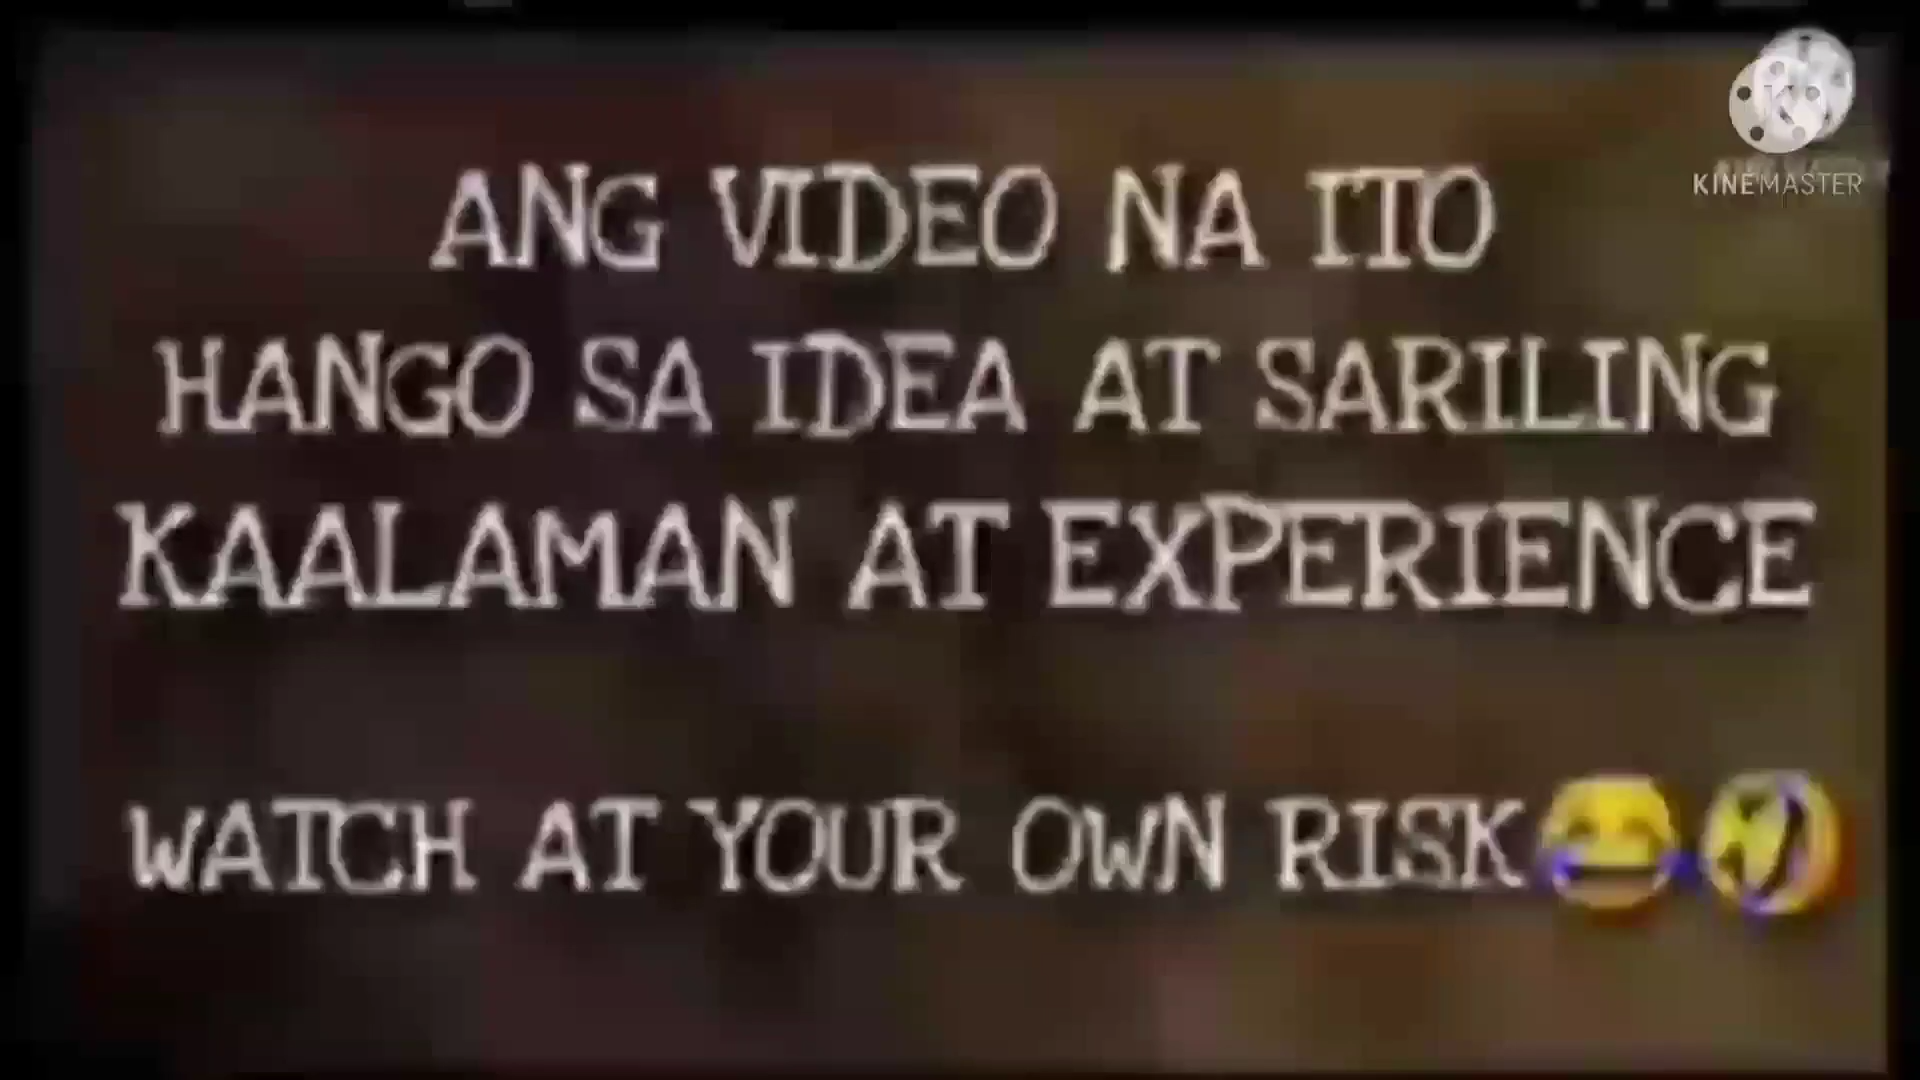 KINEMASTER
ANG VIDEO NA ITO
HANGO SA IDEA AT SARILING
KAALAMAN AT EXPERIENCE
WATCH AT YOUR OWN RISK😂🤣